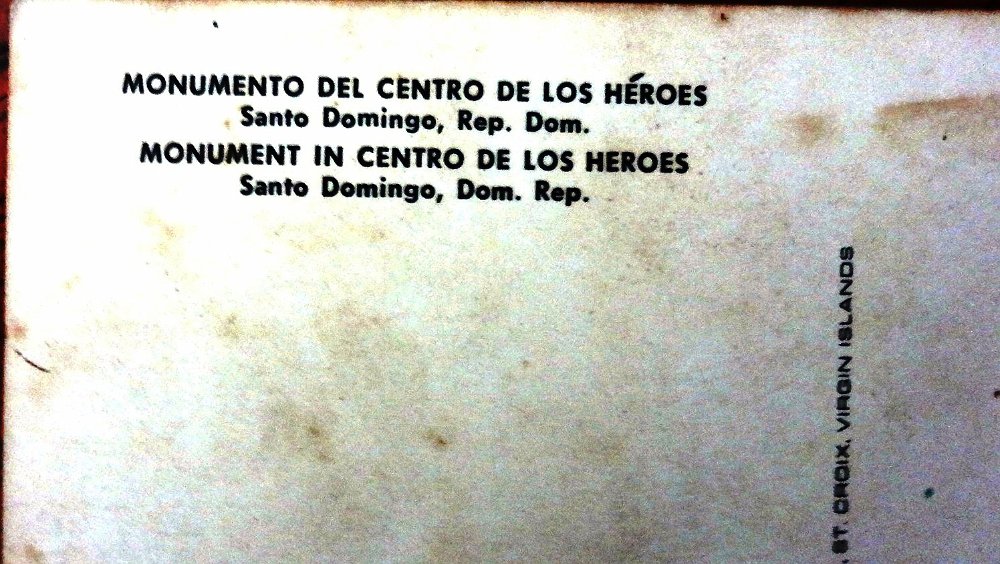 MONUMENTO DEL CENTRO DE LOS HÉROES
Santo Domingo, Rep. Dom.
MONUMENT IN CENTRO DE LOS HEROES
Santo Domingo, Dom. Rep.
ST. CROIX, VIRGIN ISLANDS